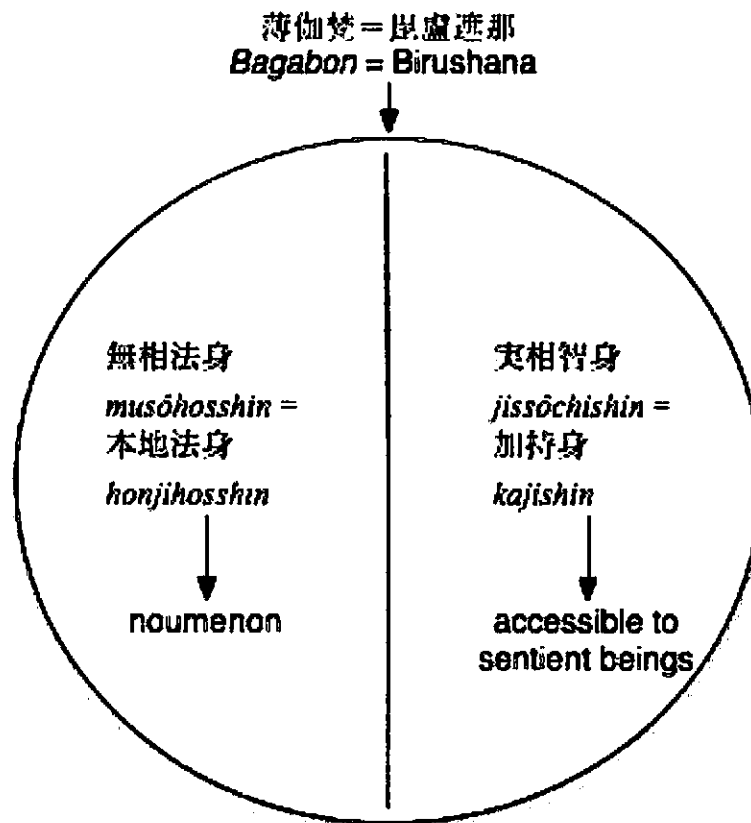 薄伽梵＝毘盧遮那
Bagabon = Birushana
無相法身
musôhosshin =
本地法身
honjihosshin
noumenon
実相智身
jissôchishin =
加持身
kajishin
accessible to
sentient beings